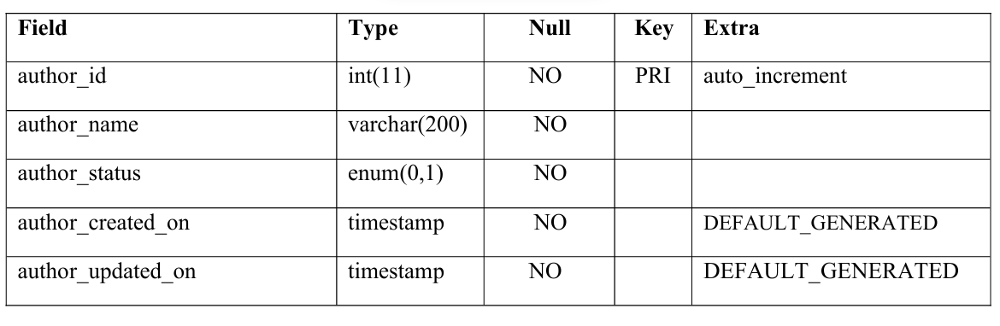 Field Type Null Key Extra
author_id int(11) NO PRI auto_increment
author_name varchar(200) NO
author_status enum(0,1) NO
author_created_on timestamp NO DEFAULT_GENERATED
author_updated_on timestamp NO DEFAULT_GENERATED